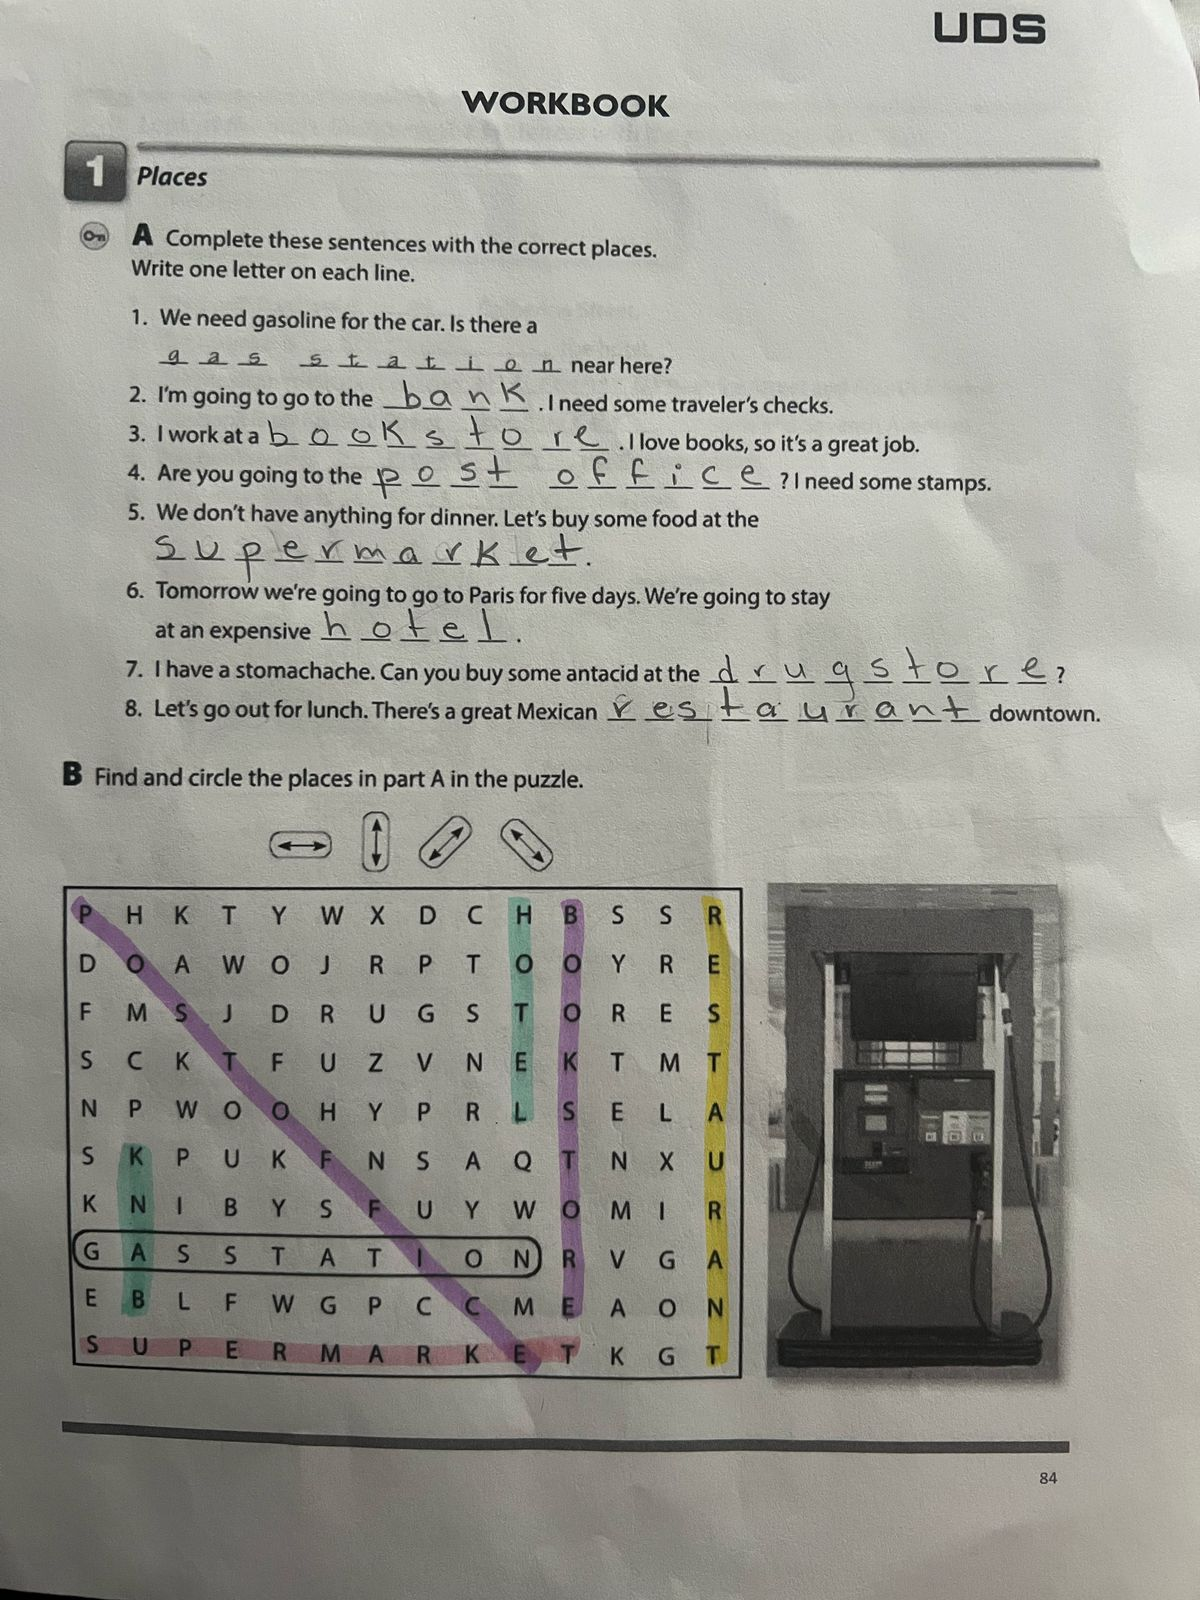 UDS
WORKBOOK
1 Places
A Complete these sentences with the correct places.
Write one letter on each line.
1. We need gasoline for the car. Is there a
gas station near here?
2. I'm going to go to the bank. I need some traveler's checks.
3. I work at a bookstore. I love books, so it's a great job.
4. Are you going to the post office? I need some stamps.
5. We don't have anything for dinner. Let's buy some food at the
supermarket.
6. Tomorrow we're going to go to Paris for five days. We're going to stay
at an expensive hotel.
7. I have a stomachache. Can you buy some antacid at the drugstore?
8. Let's go out for lunch. There's a great Mexican restaurant downtown.
B Find and circle the places in part A in the puzzle.
P H K T Y W X D C H B S S R
D O A W O J R P T O O Y R E
F M S J D R U G S T O R E S
S C K T F U Z V N E K T M T
N P W O O H Y P R L S E L A
S K P U K F N S A Q T N X U
K N I B Y S F U Y W O M I R
G A S S T A T I O N R V G A
E B L F W G P C C M E A O N
S U P E R M A R K E T K G T
84